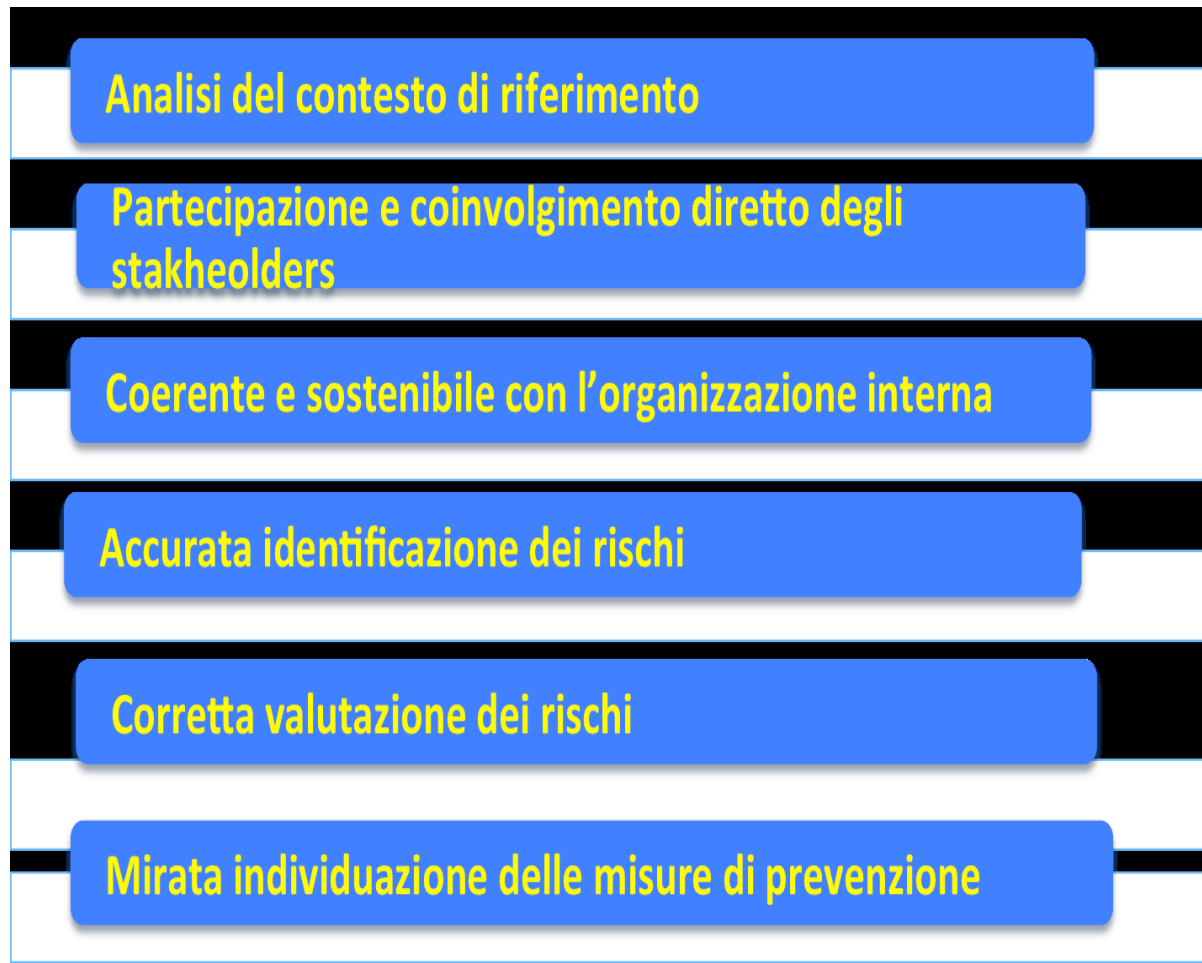 Analisi del contesto di riferimento
Partecipazione e coinvolgimento diretto degli
stakheolders
Coerente e sostenibile con l’organizzazione interna
Accurata identificazione dei rischi
Corretta valutazione dei rischi
Mirata individuazione delle misure di prevenzione